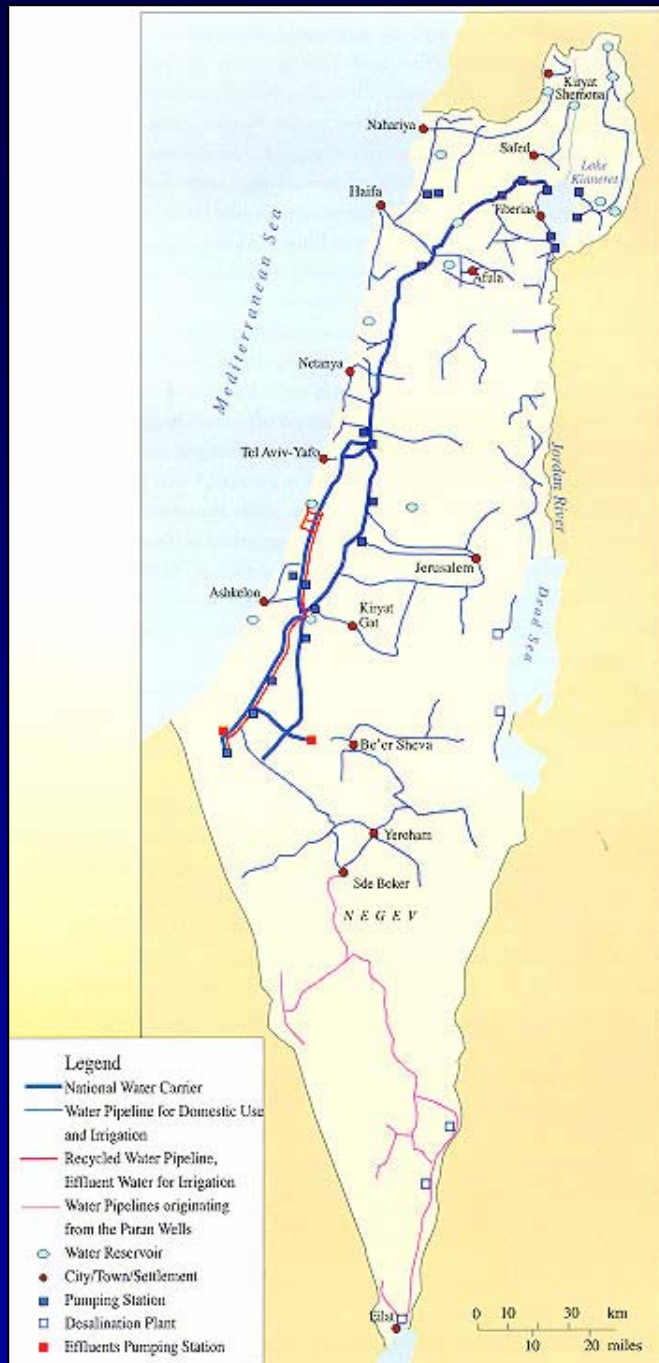 Kiryat
Shemona
Nahariya
Safed
Lake
Kinneret
Haifa
Tiberias
Afula
Mediterranean Sea
Netanya
Tel Aviv-Yafo
Jordan River
Jerusalem
Ashkelon
Kiryat
Gat
Dead Sea
Be'er Sheva
Yeroham
Sde Boker
NEGEV
Eilat
Legend
National Water Carrier
Water Pipeline for Domestic Use
and Irrigation
Recycled Water Pipeline,
Effluent Water for Irrigation
Water Pipelines originating
from the Paran Wells
Water Reservoir
City/Town/Settlement
Pumping Station
Desalination Plant
Effluents Pumping Station
0 10 30 km
10 20 miles